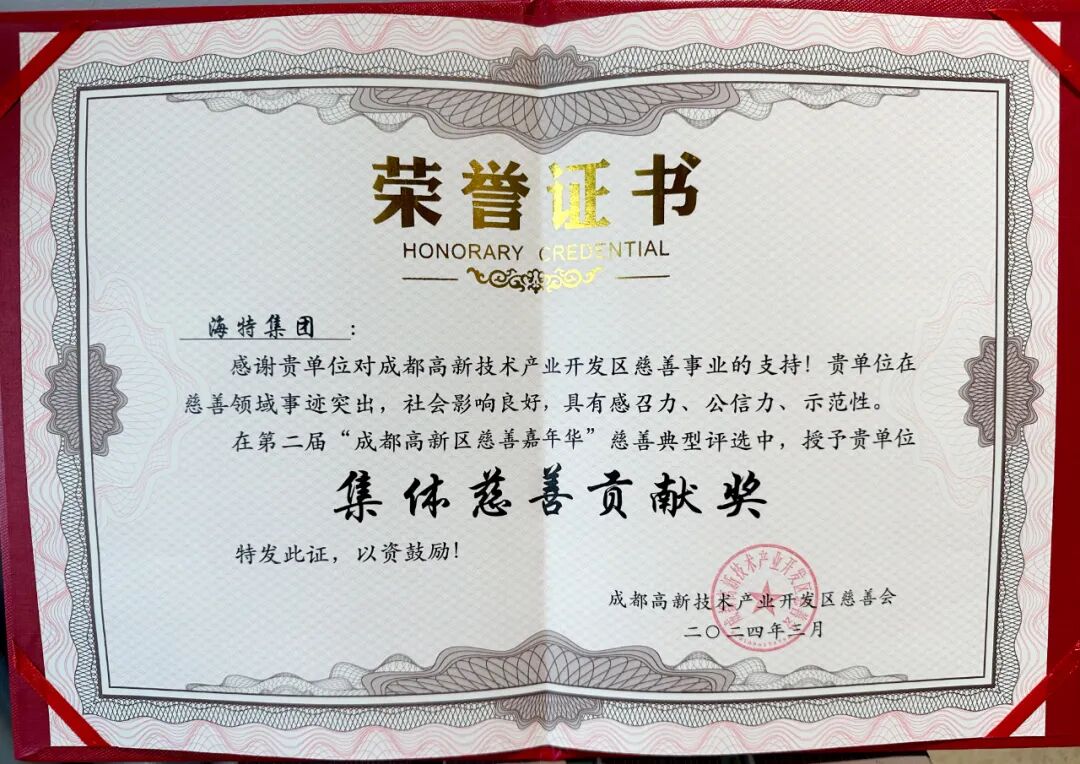 荣誉证书
HONORARY CREDENTIAL
海特集团：
感谢贵单位对成都高新技术产业开发区慈善事业的支持！贵单位在
慈善领域事迹突出，社会影响良好，具有感召力、公信力、示范性。
在第二届“成都高新区慈善嘉年华”慈善典型评选中，授予贵单位
集体慈善贡献奖
特发此证，以资鼓励！
成都高新技术产业开发区慈善会
二〇二四年三月